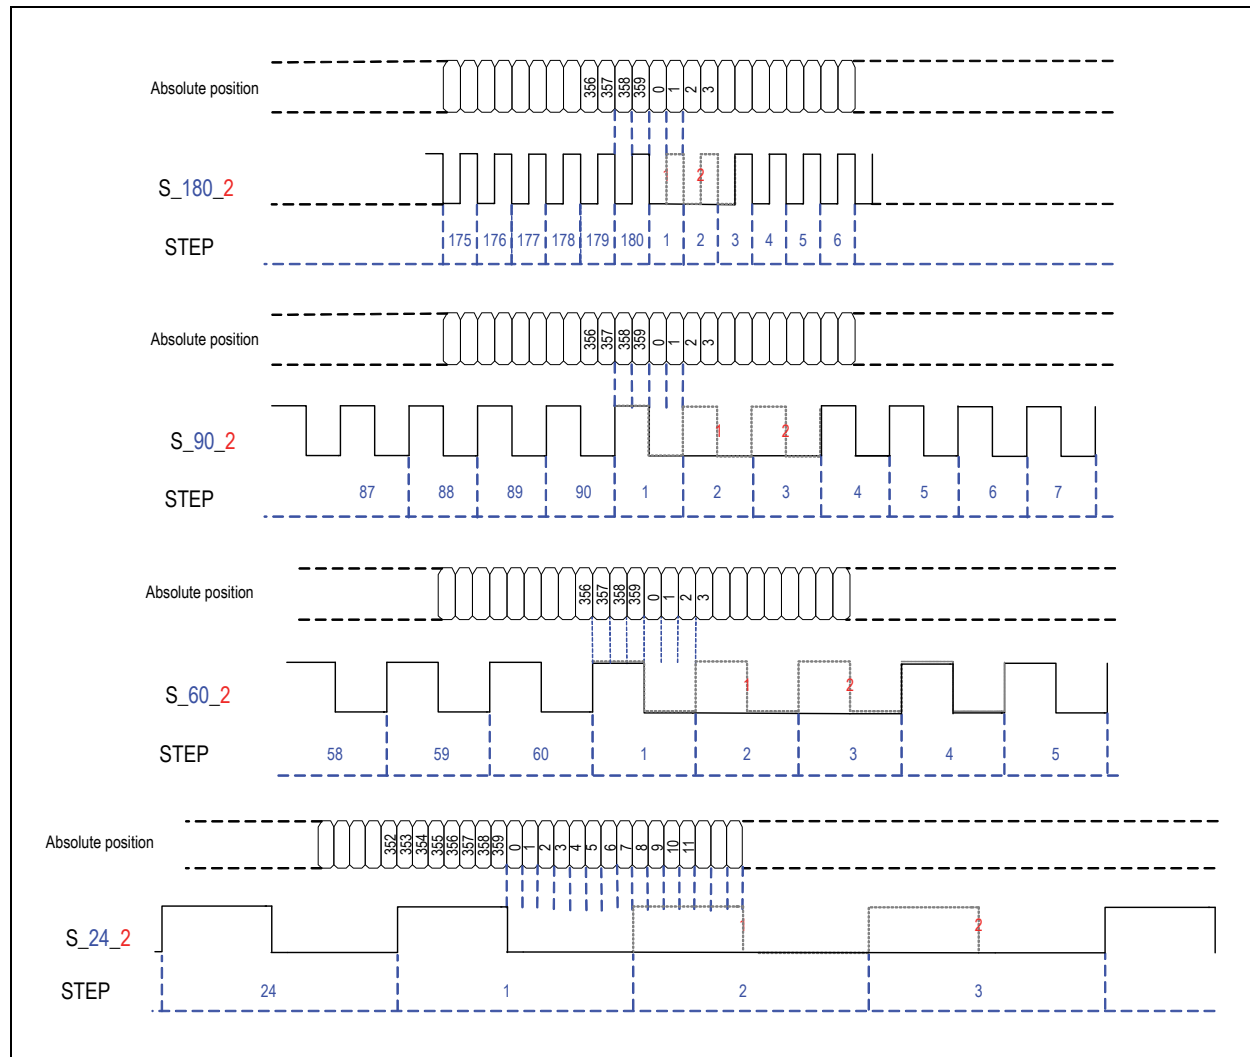 Absolute position 356 357 358 359 0 1 2 3
S_180_2 1 2
STEP 175 176 177 178 179 180 1 2 3 4 5 6
Absolute position 356 357 358 359 0 1 2 3
S_90_2 1 2
STEP 87 88 89 90 1 2 3 4 5 6 7
Absolute position 356 357 358 359 0 1 2 3
S_60_2 1 2
STEP 58 59 60 1 2 3 4 5
Absolute position 352 353 354 355 356 357 358 359 0 1 2 3 4 5 6 7 8 9 10 11
S_24_2 1 2
STEP 24 1 2 3